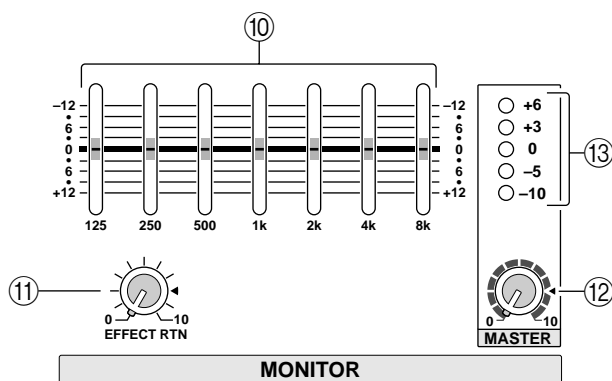 ⑩
–12 –12 +6
• •
6 6 +3
• •
0 0 0 ⑬
• •
6 6 –5
• •
+12 +12 –10
125 250 500 1k 2k 4k 8k
⑪ ⑫
0 10 0 10
EFFECT RTN MASTER
MONITOR